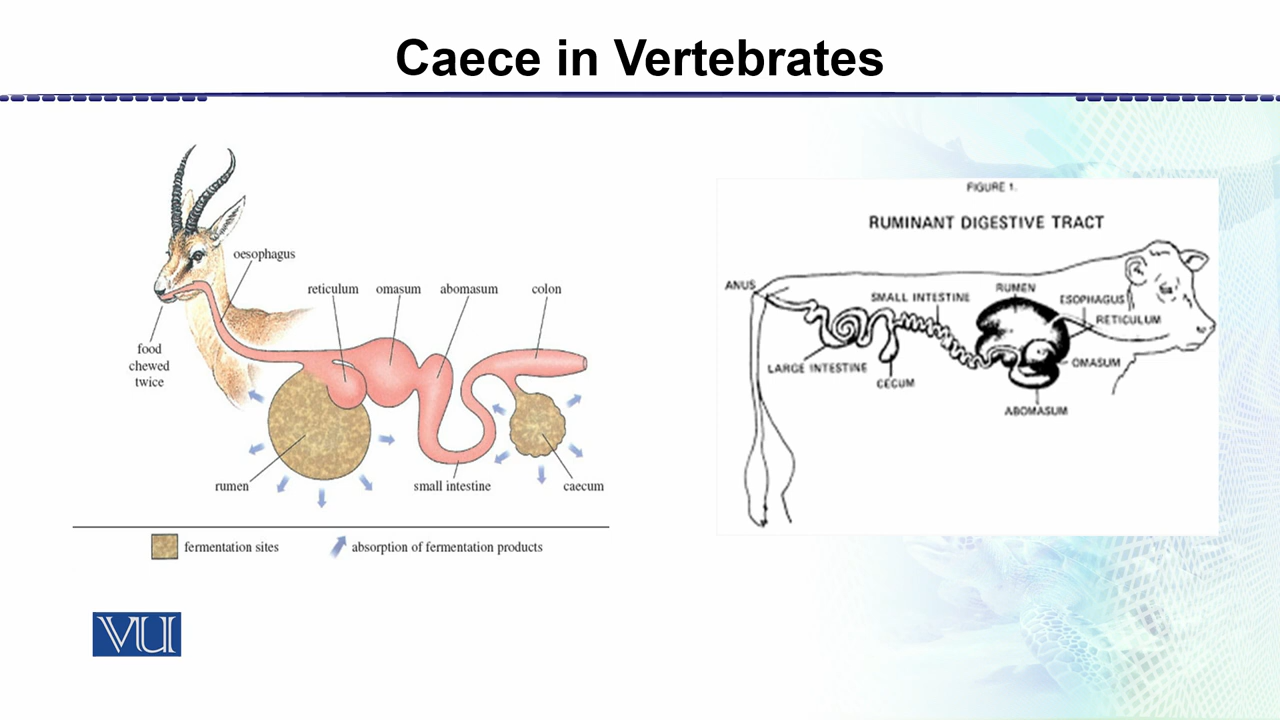 Caece in Vertebrates
oesophagus
reticulum
omasum
abomasum
colon
food
chewed
twice
rumen
small intestine
caecum
fermentation sites
absorption of fermentation products
VU
FIGURE 1.
RUMINANT DIGESTIVE TRACT
ANUS
SMALL INTESTINE
RUMEN
ESOPHAGUS
RETICULUM
LARGE INTESTINE
CECUM
OMASUM
ABOMASUM